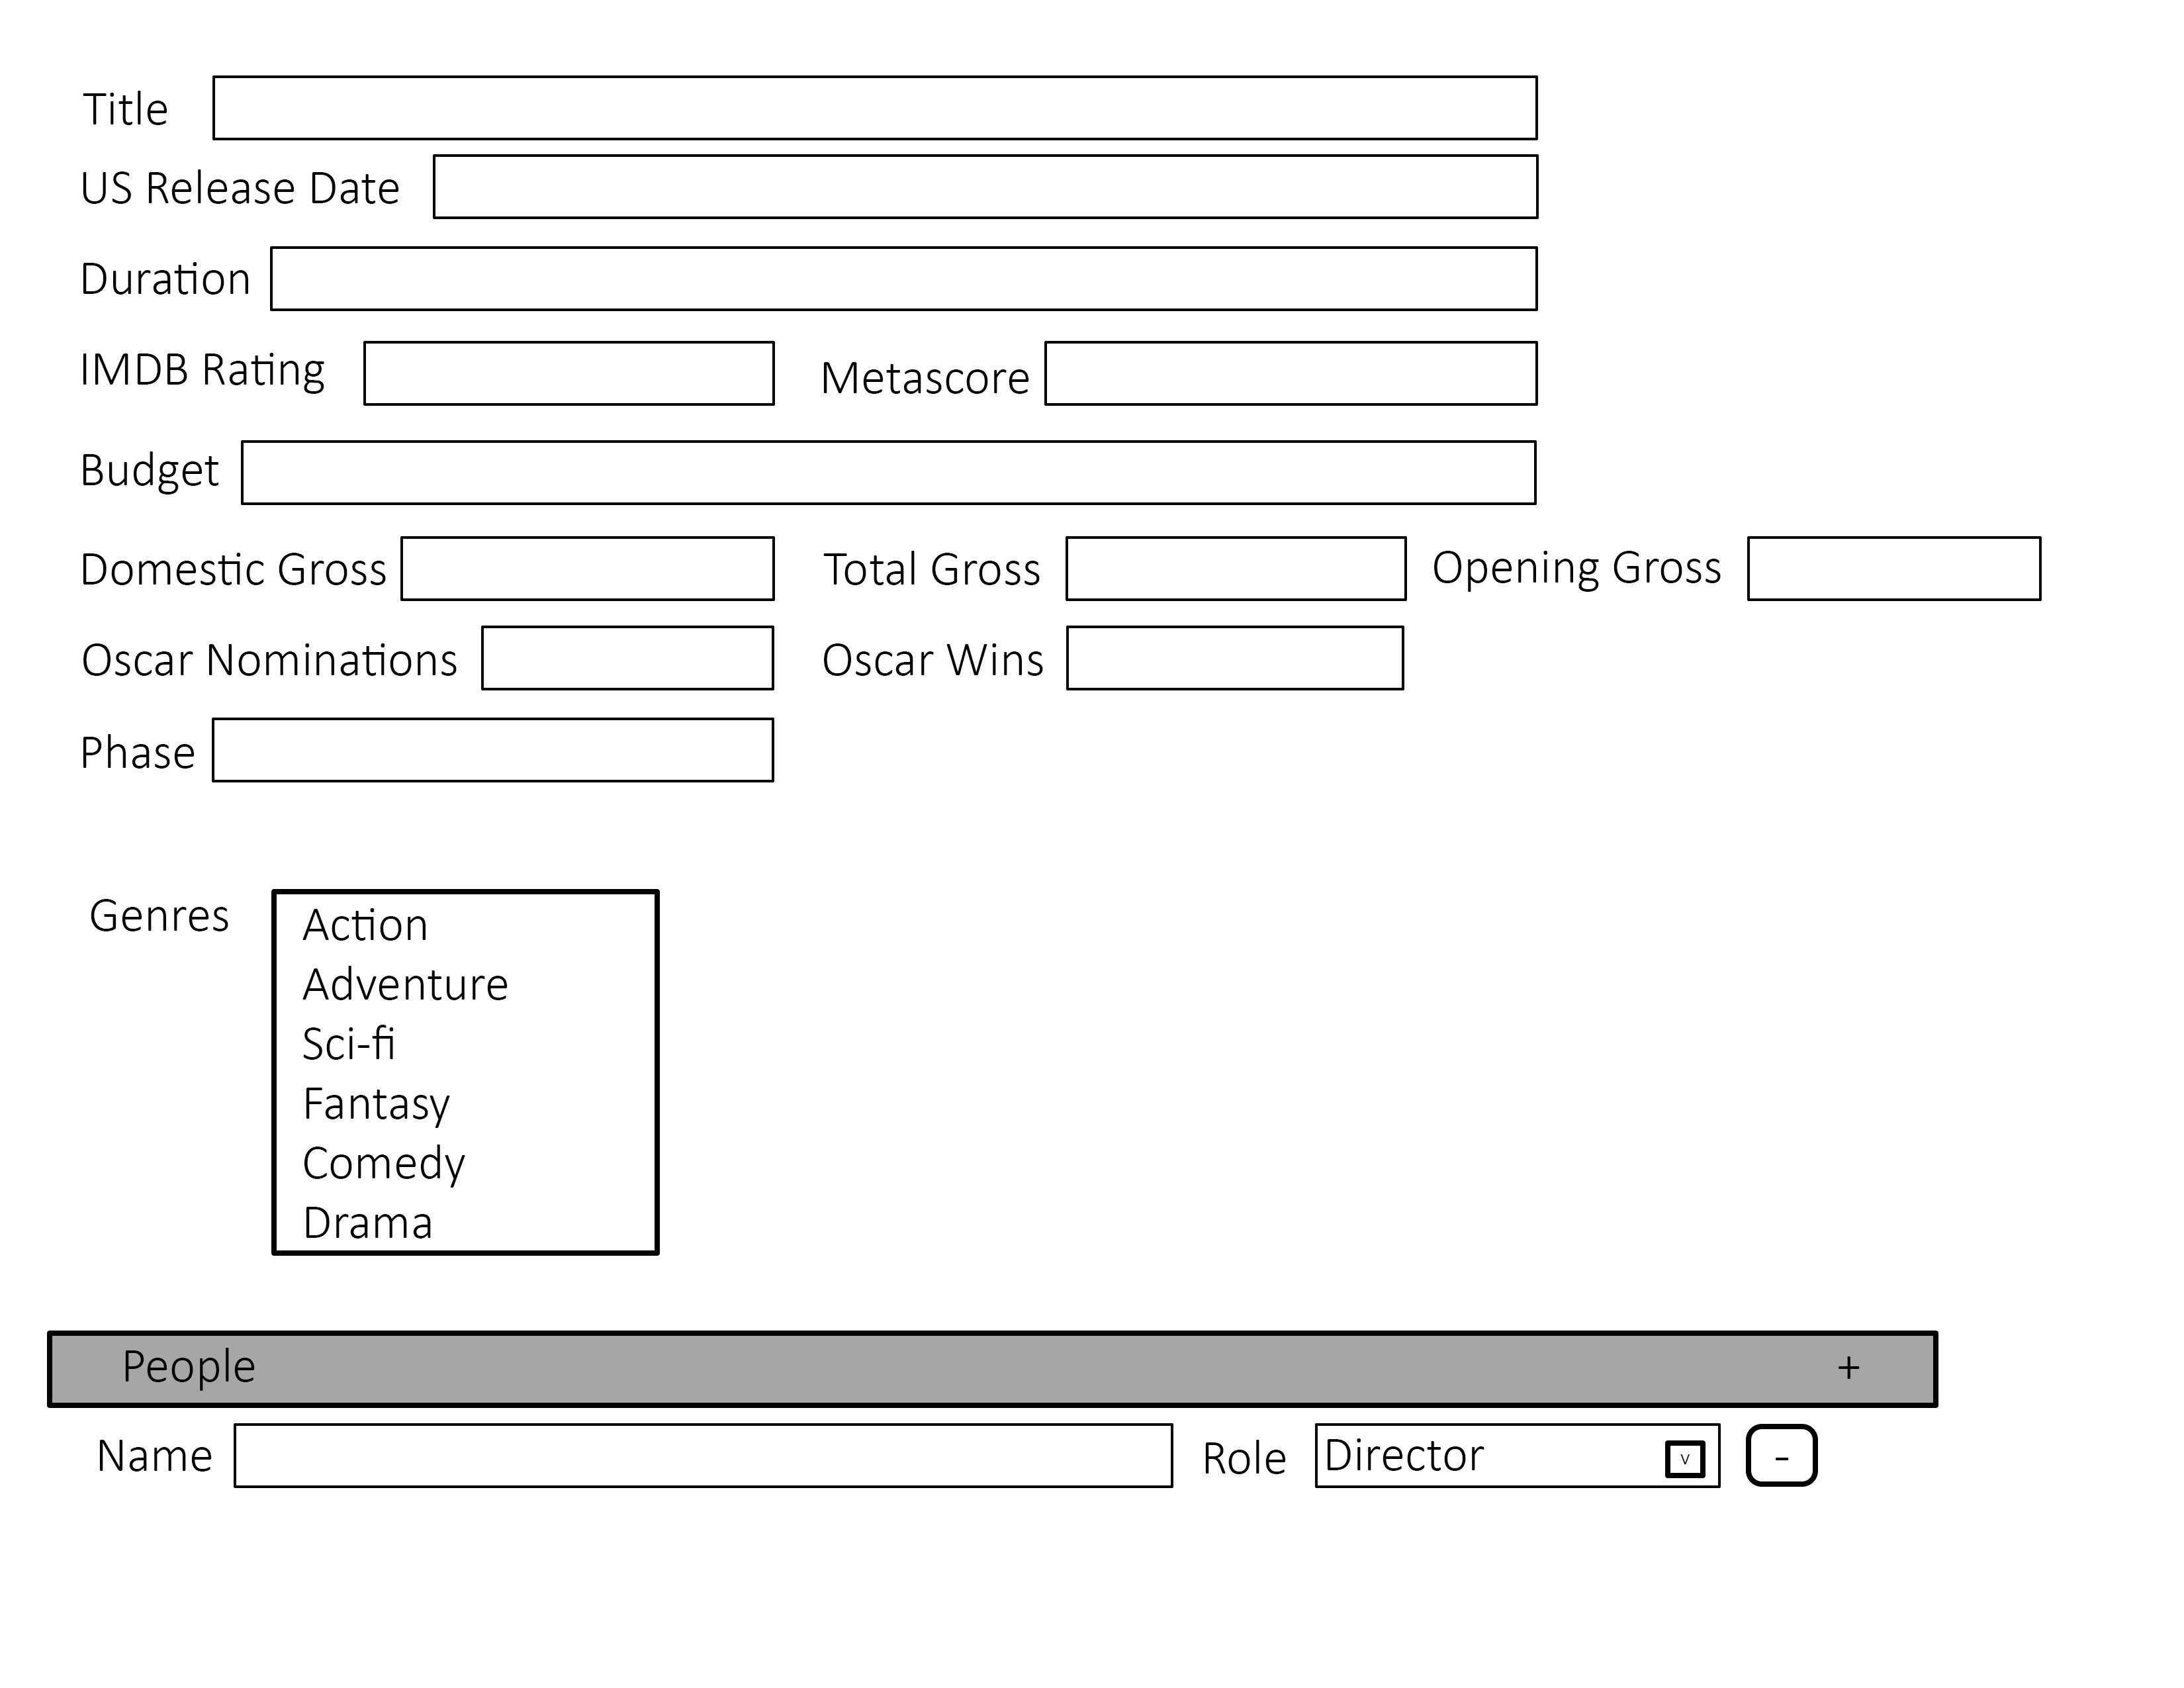 Title
US Release Date
Duration
IMDB Rating Metascore
Budget
Domestic Gross Total Gross Opening Gross
Oscar Nominations Oscar Wins
Phase
Genres Action
Adventure
Sci-fi
Fantasy
Comedy
Drama
People +
Name Role Director v -